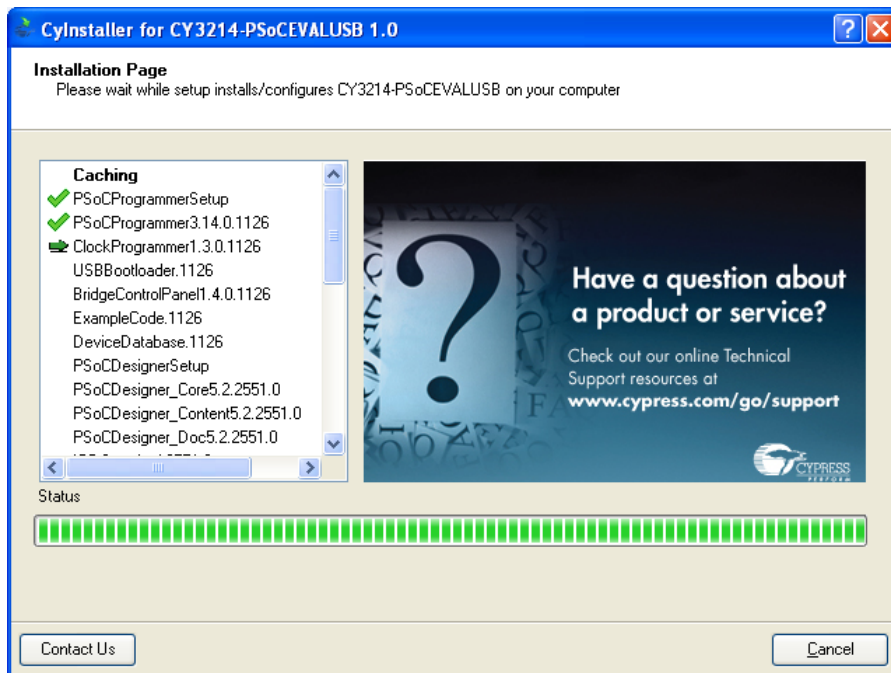 CyInstaller for CY3214-PSoCEVALUSB 1.0
Installation Page
Please wait while setup installs/configures CY3214-PSoCEVALUSB on your computer
Caching
PSoCProgrammerSetup
PSoCProgrammer3.14.0.1126
ClockProgrammer1.3.0.1126
USBBootloader.1126
BridgeControlPanel1.4.0.1126
ExampleCode.1126
DeviceDatabase.1126
PSoCDesignerSetup
PSoCDesigner_Core5.2.2551.0
PSoCDesigner_Content5.2.2551.0
PSoCDesigner_Doc5.2.2551.0
Have a question about
a product or service?
Check out our online Technical
Support resources at
www.cypress.com/go/support
CYPRESS
PERFORM
Status
Contact Us
Cancel